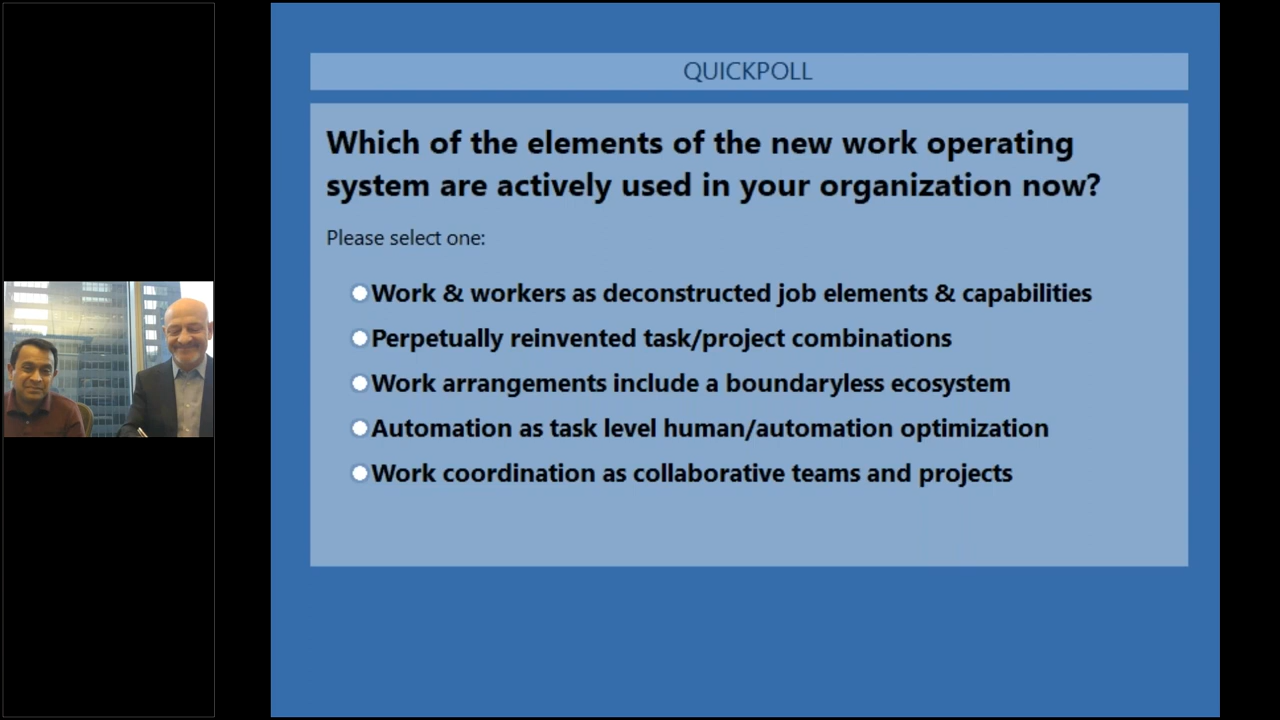 QUICKPOLL
Which of the elements of the new work operating
system are actively used in your organization now?
Please select one:
Work & workers as deconstructed job elements & capabilities
Perpetually reinvented task/project combinations
Work arrangements include a boundaryless ecosystem
Automation as task level human/automation optimization
Work coordination as collaborative teams and projects